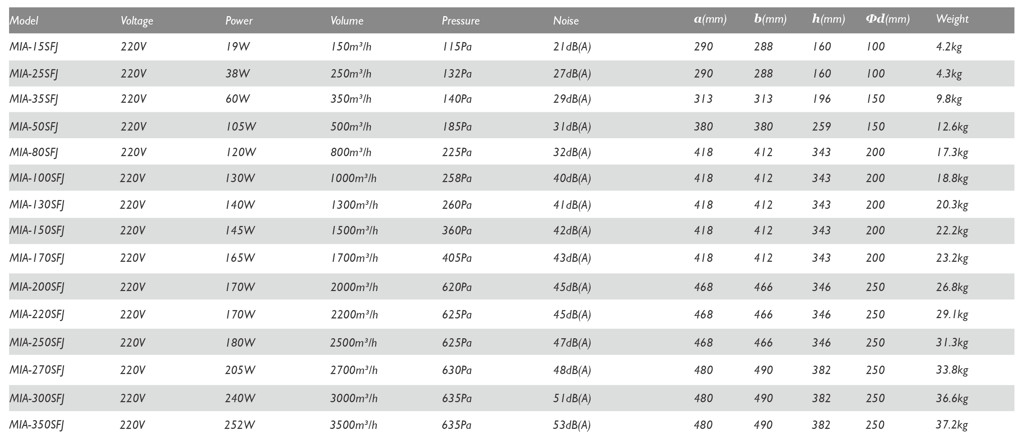 Model Voltage Power Volume Pressure Noise a(mm) b(mm) h(mm) Φd(mm) Weight
MIA-15SFJ 220V 19W 150m³/h 115Pa 21dB(A) 290 288 160 100 4.2kg
MIA-25SFJ 220V 38W 250m³/h 132Pa 27dB(A) 290 288 160 100 4.3kg
MIA-35SFJ 220V 60W 350m³/h 140Pa 29dB(A) 313 313 196 150 9.8kg
MIA-50SFJ 220V 105W 500m³/h 185Pa 31dB(A) 380 380 259 150 12.6kg
MIA-80SFJ 220V 120W 800m³/h 225Pa 32dB(A) 418 412 343 200 17.3kg
MIA-100SFJ 220V 130W 1000m³/h 258Pa 40dB(A) 418 412 343 200 18.8kg
MIA-130SFJ 220V 140W 1300m³/h 260Pa 41dB(A) 418 412 343 200 20.3kg
MIA-150SFJ 220V 145W 1500m³/h 360Pa 42dB(A) 418 412 343 200 22.2kg
MIA-170SFJ 220V 165W 1700m³/h 405Pa 43dB(A) 418 412 343 200 23.2kg
MIA-200SFJ 220V 170W 2000m³/h 620Pa 45dB(A) 468 466 346 250 26.8kg
MIA-220SFJ 220V 170W 2200m³/h 625Pa 45dB(A) 468 466 346 250 29.1kg
MIA-250SFJ 220V 180W 2500m³/h 625Pa 47dB(A) 468 466 346 250 31.3kg
MIA-270SFJ 220V 205W 2700m³/h 630Pa 48dB(A) 480 490 382 250 33.8kg
MIA-300SFJ 220V 240W 3000m³/h 635Pa 51dB(A) 480 490 382 250 36.6kg
MIA-350SFJ 220V 252W 3500m³/h 635Pa 53dB(A) 480 490 382 250 37.2kg